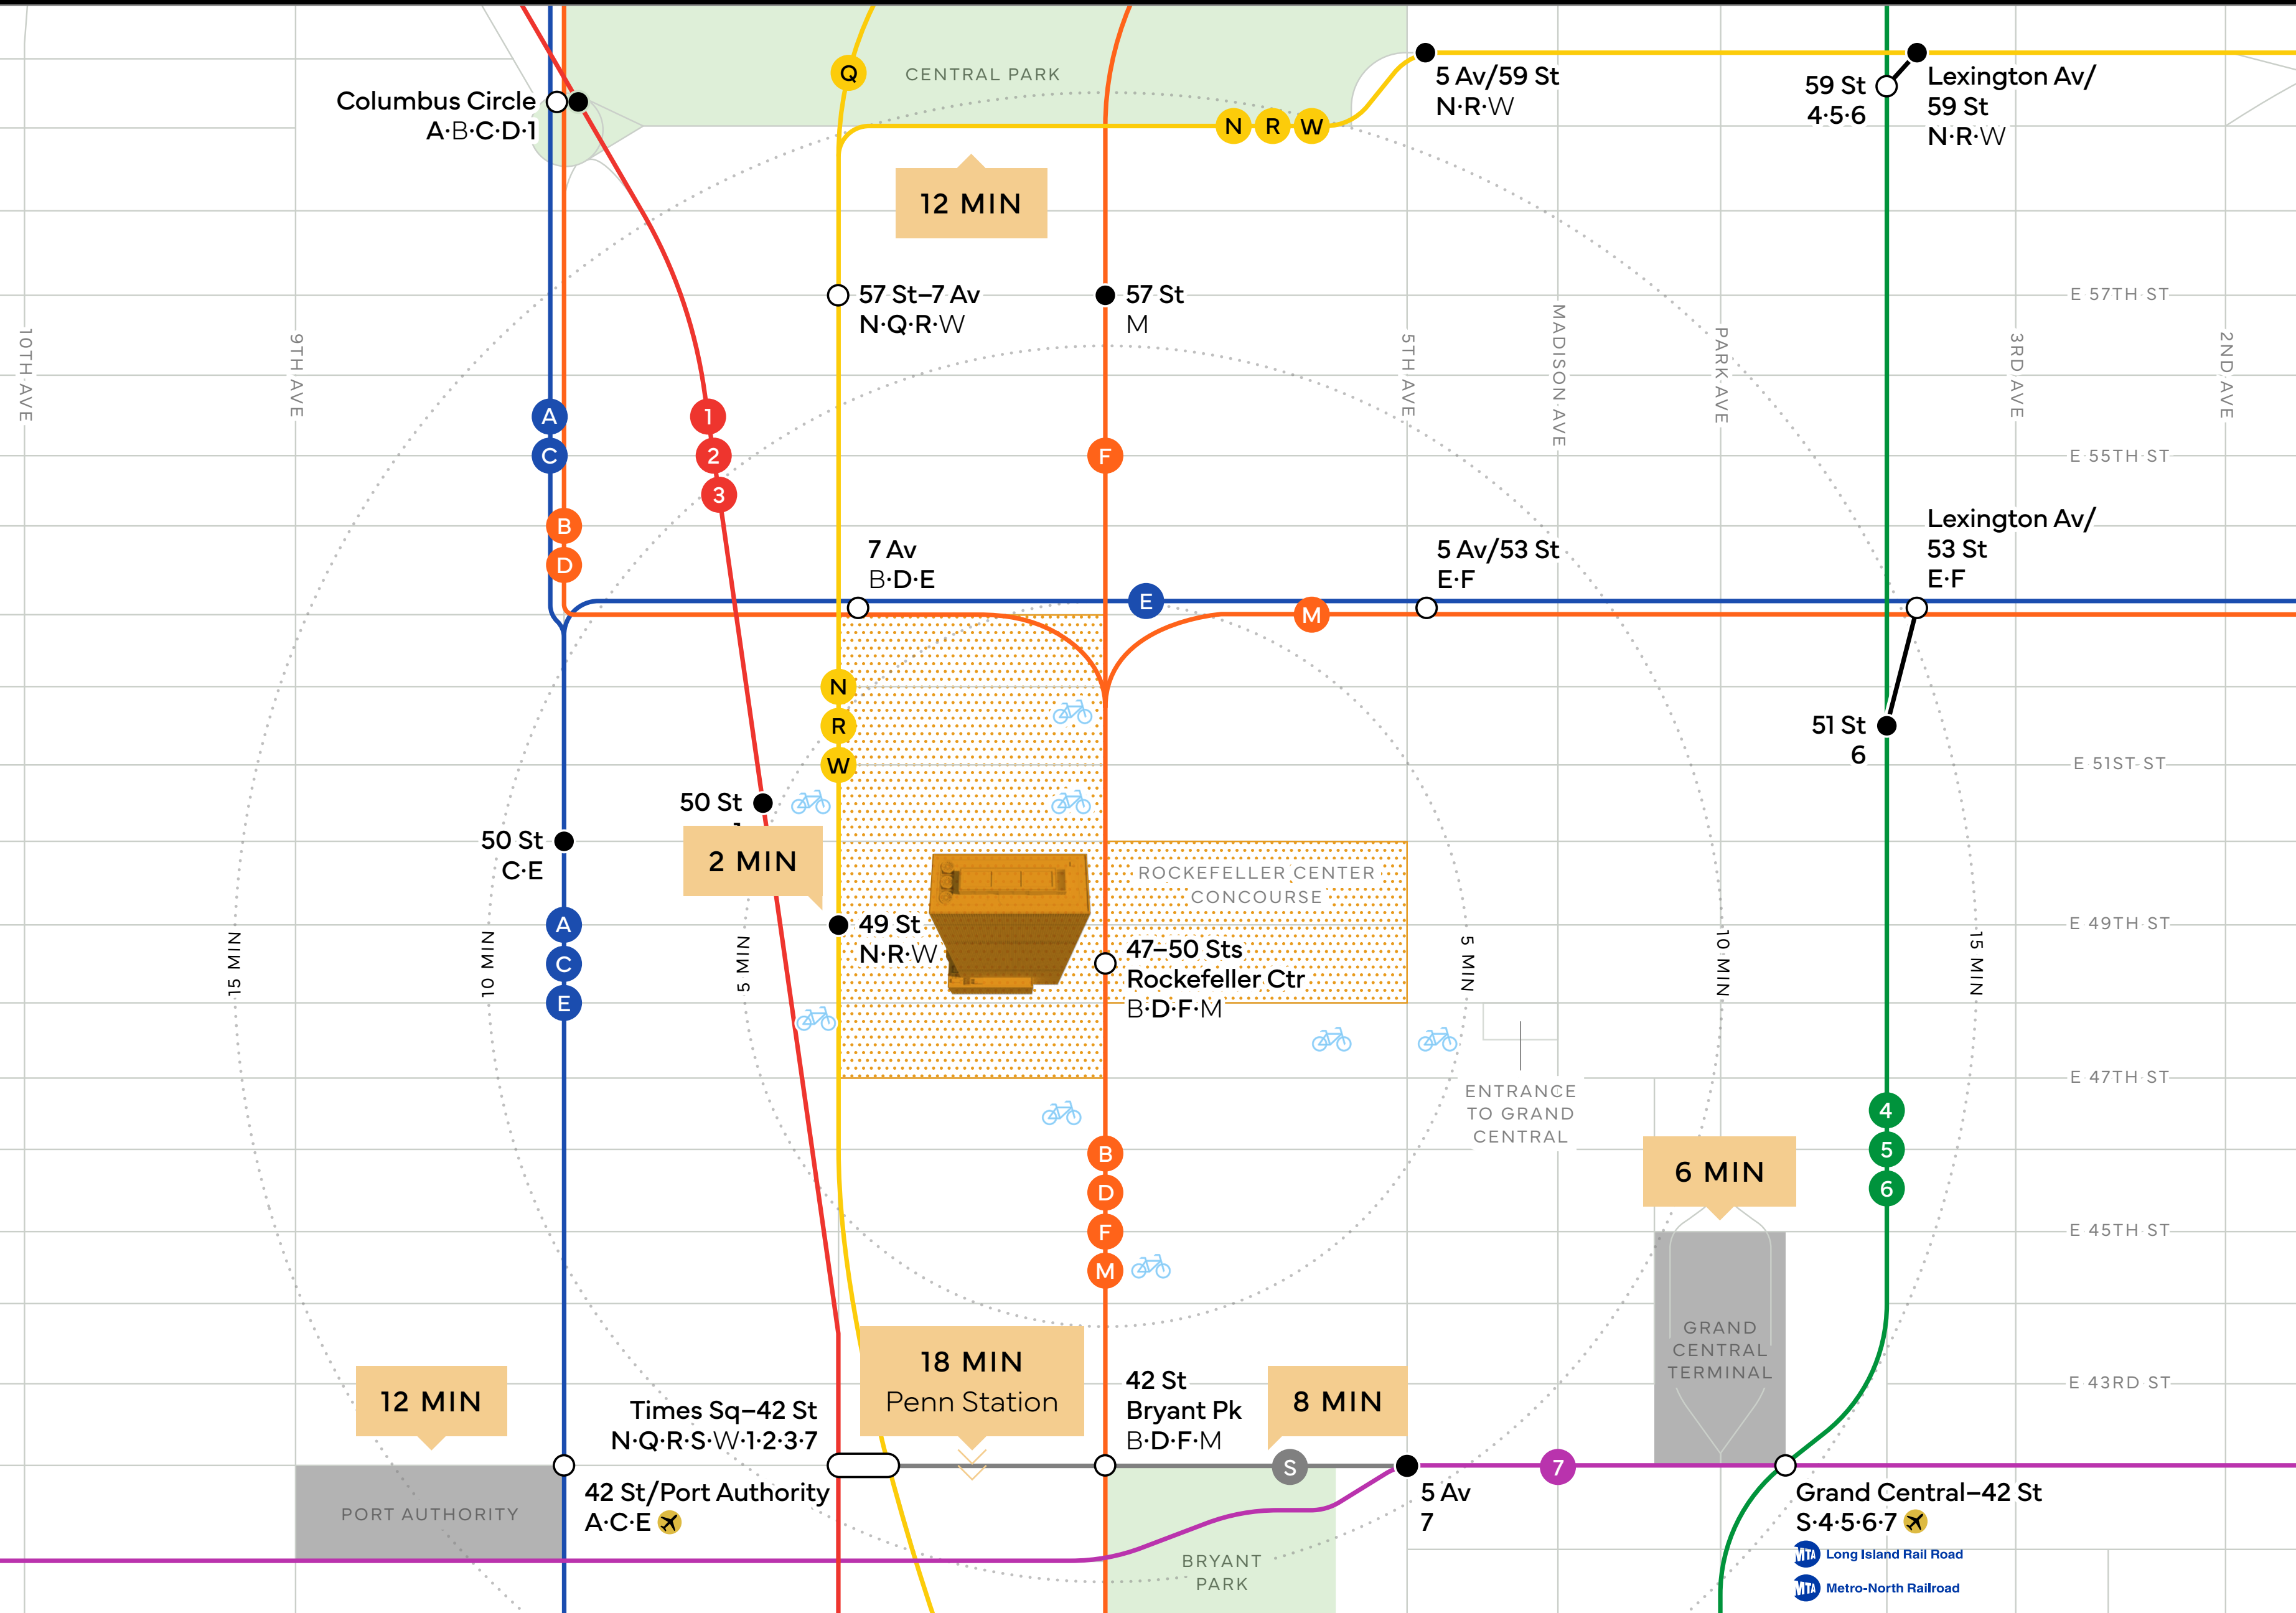 Q
CENTRAL PARK
5 Av/59 St
N·R·W
59 St
4·5·6
Lexington Av/
59 St
N·R·W
Columbus Circle
A·B·C·D·1
N
R
W
12 MIN
57 St–7 Av
N·Q·R·W
57 St
M
E 57TH ST
10TH AVE
9TH AVE
5TH AVE
MADISON AVE
PARK AVE
3RD AVE
2ND AVE
A
C
1
2
3
F
E 55TH ST
B
D
7 Av
B·D·E
5 Av/53 St
E·F
Lexington Av/
53 St
E·F
E
M
N
R
W
51 St
6
E 51ST ST
50 St
50 St
C·E
2 MIN
ROCKEFELLER CENTER
CONCOURSE
49 St
N·R·W
E 49TH ST
47–50 Sts
Rockefeller Ctr
B·D·F·M
15 MIN
10 MIN
5 MIN
5 MIN
10 MIN
15 MIN
A
C
E
E 47TH ST
ENTRANCE
TO GRAND
CENTRAL
4
5
6
B
D
F
M
6 MIN
E 45TH ST
GRAND
CENTRAL
TERMINAL
E 43RD ST
12 MIN
Times Sq–42 St
N·Q·R·S·W·1·2·3·7
18 MIN
Penn Station
42 St
Bryant Pk
B·D·F·M
8 MIN
S
7
PORT AUTHORITY
42 St/Port Authority
A·C·E
5 Av
7
Grand Central–42 St
S·4·5·6·7
BRYANT
PARK
MTA Long Island Rail Road
MTA Metro-North Railroad